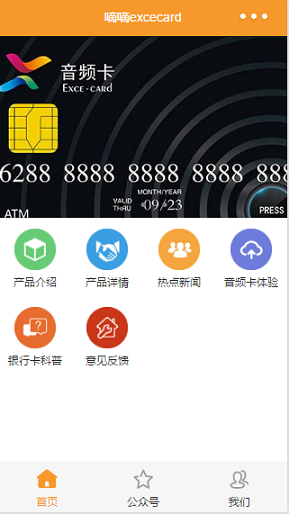 嘀嘀excecard
音频卡
EXCE-CARD
6288 8888 8888 8888 888
MONTH/YEAR
VALID THRU 09/23
ATM
PRESS
产品介绍 产品详情 热点新闻 音频卡体验
银行卡科普 意见反馈
首页 公众号 我们